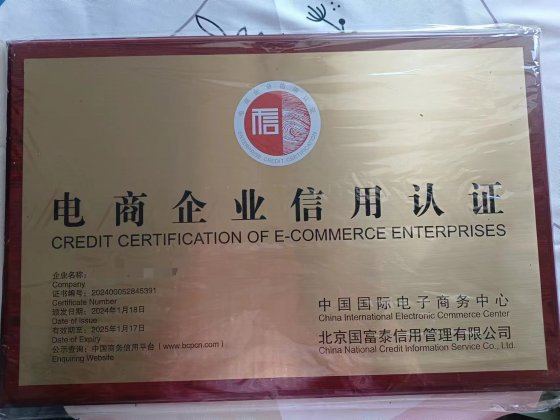 信
ENTERPRISE CREDIT CERTIFICATION
电商企业信用认证
CREDIT CERTIFICATION OF E-COMMERCE ENTERPRISES
企业名称：
Company
证书编号：202400052845391
Certificate Number
颁发日期：2024年1月18日
Date of Issue
有效期至：2025年1月17日
Date of Expiry
公示查询：中国商务信用平台（www.bcpcn.com）
Enquiring Website
中国国际电子商务中心
China International Electronic Commerce Center
北京国富泰信用管理有限公司
China National Credit Information Service Co., Ltd.